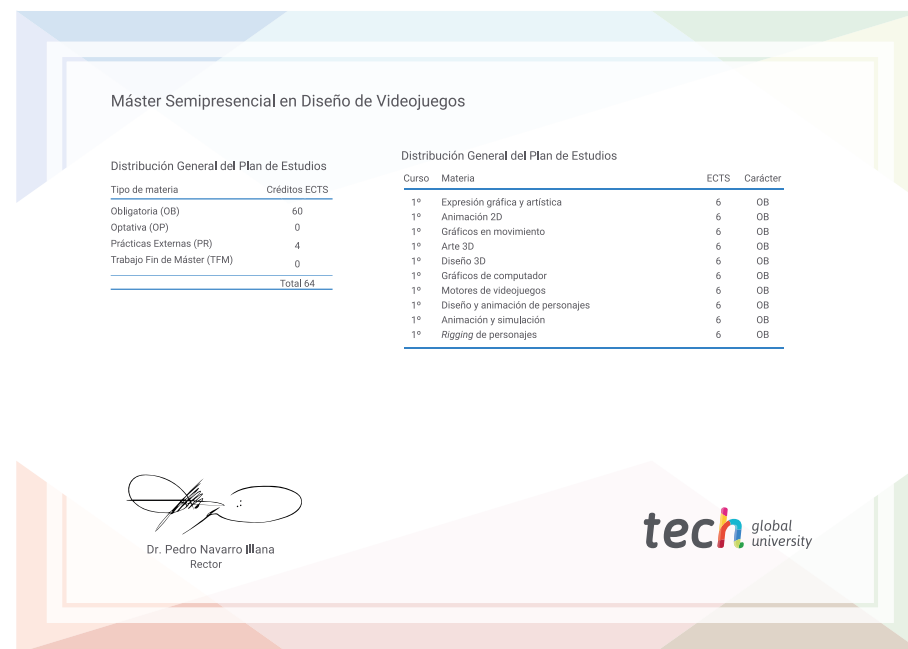 Máster Semipresencial en Diseño de Videojuegos
Distribución General del Plan de Estudios
Tipo de materia Créditos ECTS
Obligatoria (OB) 60
Optativa (OP) 0
Prácticas Externas (PR) 4
Trabajo Fin de Máster (TFM) 0
Total 64
Distribución General del Plan de Estudios
Curso Materia ECTS Carácter
1º Expresión gráfica y artística 6 OB
1º Animación 2D 6 OB
1º Gráficos en movimiento 6 OB
1º Arte 3D 6 OB
1º Diseño 3D 6 OB
1º Gráficos de computador 6 OB
1º Motores de videojuegos 6 OB
1º Diseño y animación de personajes 6 OB
1º Animación y simulación 6 OB
1º Rigging de personajes 6 OB
Dr. Pedro Navarro Illana
Rector
tech global
university